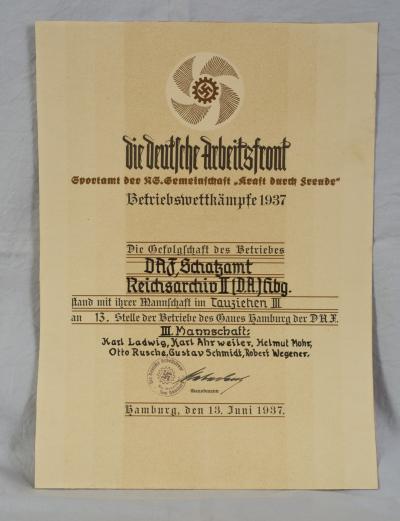 die deutsche Arbeitsfront
Sportamt der NS.Gemeinschaft „Kraft durch Freude“
Betriebswettkämpfe 1937
Die Gefolgschaft des Betriebes
DAF, Schatzamt
Reichsarchiv II (DA) Hbg.
stand mit ihrer Mannschaft im Tauziehen III
an 13. Stelle der Betriebe des Gaues Hamburg der DAF.
III. Mannschaft:
Karl Ladwig, Karl Ahrweiler, Helmut Mohr,
Otto Rusche, Gustav Schmidt, Robert Wegener.
Hamburg, den 13. Juni 1937.